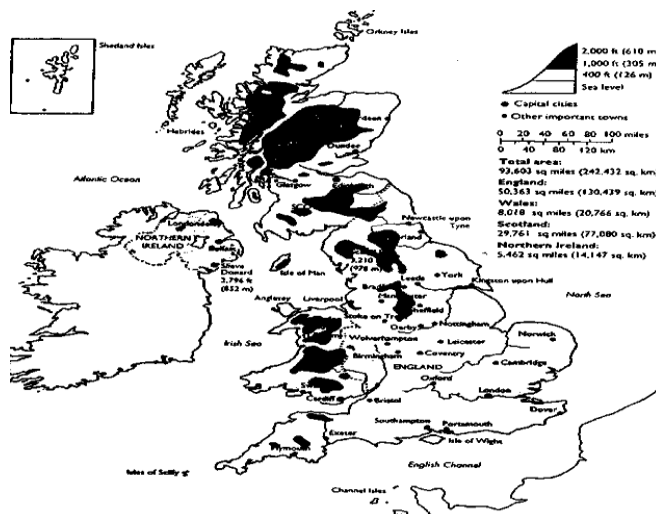 Shetland Isles
Orkney Isles
2,000 ft (610 m
1,000 ft (305 m
400 ft (126 m)
Sea level
Capital cities
Other important towns
0 20 40 60 80 100 miles
0 40 80 120 km
Total area:
93,603 sq miles (242,432 sq. km)
England:
50,363 sq miles (130,439 sq. km)
Wales:
8,018 sq miles (20,766 sq. km)
Scotland:
29,761 sq miles (77,080 sq. km)
Northern Ireland:
5,462 sq miles (14,147 sq. km)
Hebrides
Dundee
Atlantic Ocean
Glasgow
Newcastle upon
Tyne
Londonderry
NORTHERN
IRELAND
Belfast
Slieve
Donard
2,796 ft
(852 m)
Isle of Man
3,210
(978 m)
Leeds
York
Kingston upon Hull
North Sea
Anglesey
Liverpool
Manchester
Sheffield
Stoke on Tr
Derby
Nottingham
Norwich
Irish Sea
Wolverhampton
Leicester
Birmingham
Coventry
Cambridge
ENGLAND
Oxford
London
Cardiff
Bristol
Dover
Southampton
Portsmouth
Exeter
Isle of Wight
Plymouth
Isles of Scilly
English Channel
Channel Isles